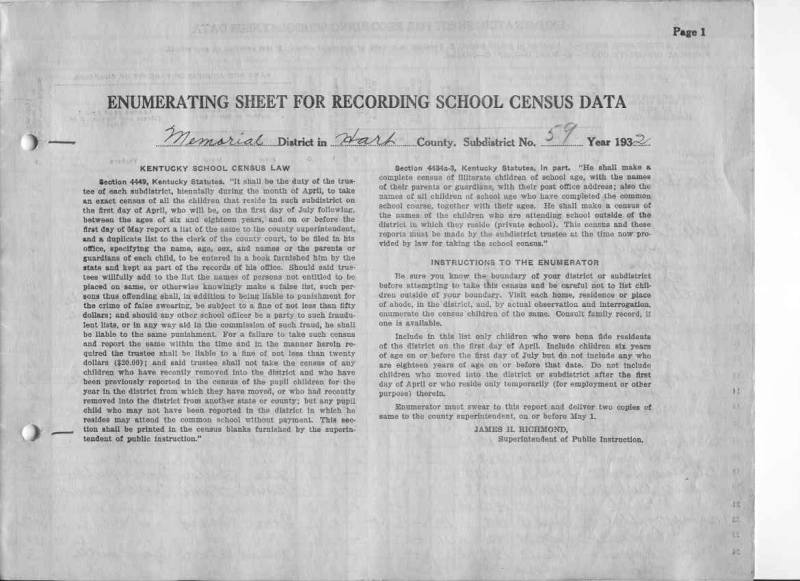 Page 1
ENUMERATING SHEET FOR RECORDING SCHOOL CENSUS DATA
Memorial District in Hart County. Subdistrict No. 59 Year 1932
KENTUCKY SCHOOL CENSUS LAW
Section 4449, Kentucky Statutes. "It shall be the duty of the trus-
tee of each subdistrict, biennially during the month of April, to take
an exact census of all the children that reside in such subdistrict on
the first day of April, who will be, on the first day of July following,
between the ages of six and eighteen years, and on or before the
first day of May report a list of the same to the county superintendent,
and a duplicate list to the clerk of the county court, to be filed in his
office, specifying the name, age, sex, and names or the parents or
guardians of each child, to be entered in a book furnished him by the
state and kept as part of the records of his office. Should said trus-
tees willfully add to the list the names of persons not entitled to be
placed on same, or otherwise knowingly make a false list, such per-
sons thus offending shall, in addition to being liable to punishment for
the crime of false swearing, be subject to a fine of not less than fifty
dollars; and should any other school officer be a party to such fraudu-
lent lists, or in any way aid in the commission of such fraud, he shall
be liable to the same punishment. For a failure to take such census
and report the same within the time and in the manner herein re-
quired the trustee shall be liable to a fine of not less than twenty
dollars ($20.00); and said trustee shall not take the census of any
children who have recently removed into the district and who have
been previously reported in the census of the pupil children for the
year in the district from which they have moved, or who had recently
removed into the district from another state or county; but any pupil
child who may not have been reported in the district in which he
resides may attend the common school without payment. This sec-
tion shall be printed in the census blanks furnished by the superin-
tendent of public instruction."
Section 4434a-3, Kentucky Statutes, in part. "He shall make a
complete census of illiterate children of school age, with the names
of their parents or guardians, with their post office address; also the
names of all children of school age who have completed the common
school course, together with their ages. He shall make a census of
the names of the children who are attending school outside of the
district in which they reside (private school). This census and these
reports must be made by the subdistrict trustee at the time now pro-
vided by law for taking the school census."
INSTRUCTIONS TO THE ENUMERATOR
Be sure you know the boundary of your district or subdistrict
before attempting to take this census and be careful not to list chil-
dren outside of your boundary. Visit each home, residence or place
of abode, in the district, and, by actual observation and interrogation,
enumerate the children of the same. Consult family record, if
one is available.
Include in this list only children who were bona fide residents
of the district on the first day of April. Include children six years
of age on or before the first day of July but do not include any who
are eighteen years of age on or before that date. Do not include
children who moved into the district or subdistrict after the first
day of April or who reside only temporarily (for employment or other
purpose) therein.
Enumerator must swear to this report and deliver two copies of
same to the county superintendent, on or before May 1.
JAMES H. RICHMOND,
Superintendent of Public Instruction.